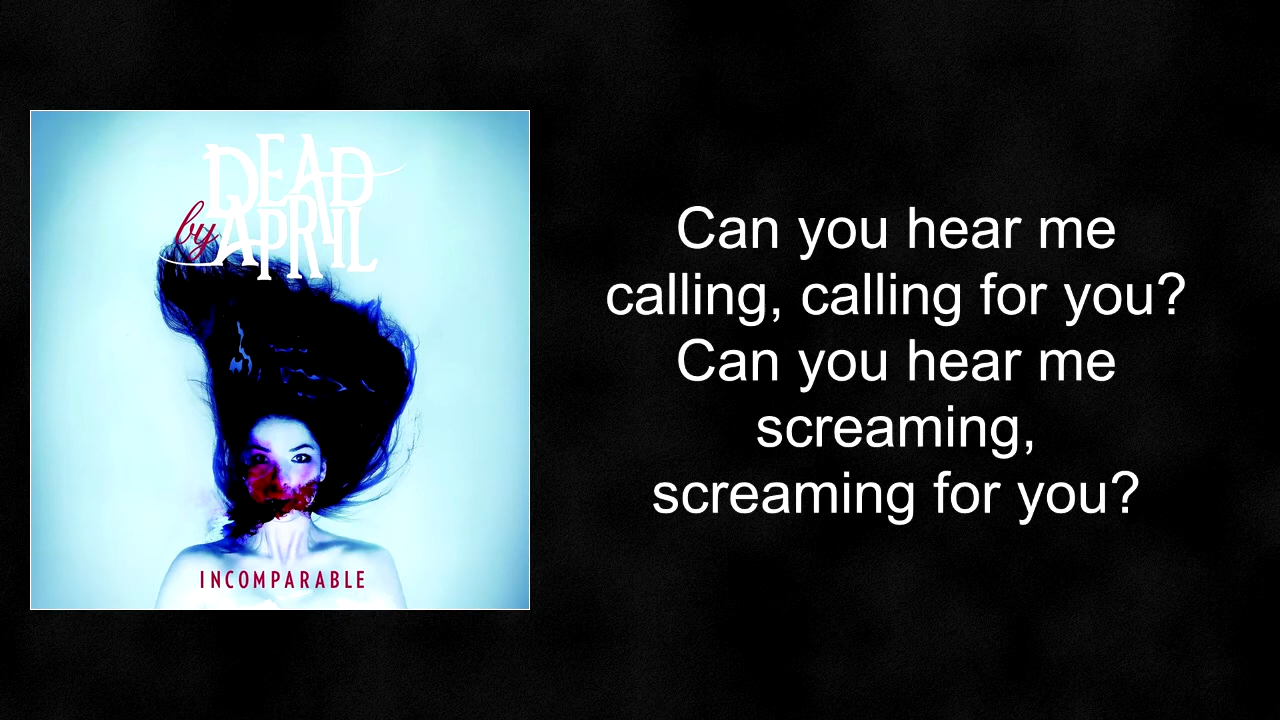 DEAD
by APRIL
INCOMPARABLE
Can you hear me
calling, calling for you?
Can you hear me
screaming,
screaming for you?